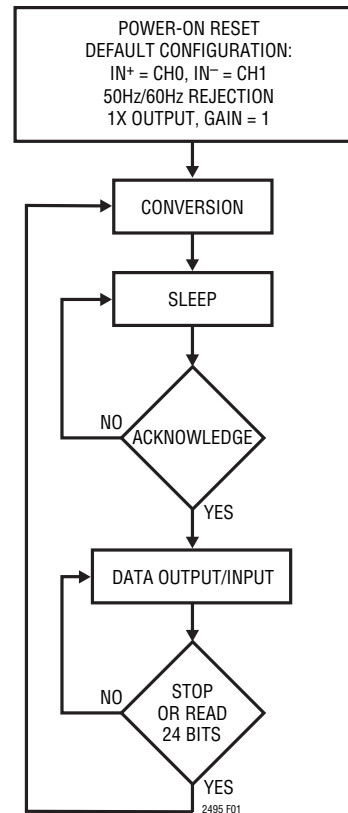 POWER-ON RESET
DEFAULT CONFIGURATION:
IN+ = CH0, IN– = CH1
50Hz/60Hz REJECTION
1X OUTPUT, GAIN = 1
CONVERSION
SLEEP
NO
ACKNOWLEDGE
YES
DATA OUTPUT/INPUT
NO
STOP
OR READ
24 BITS
YES
2495 F01